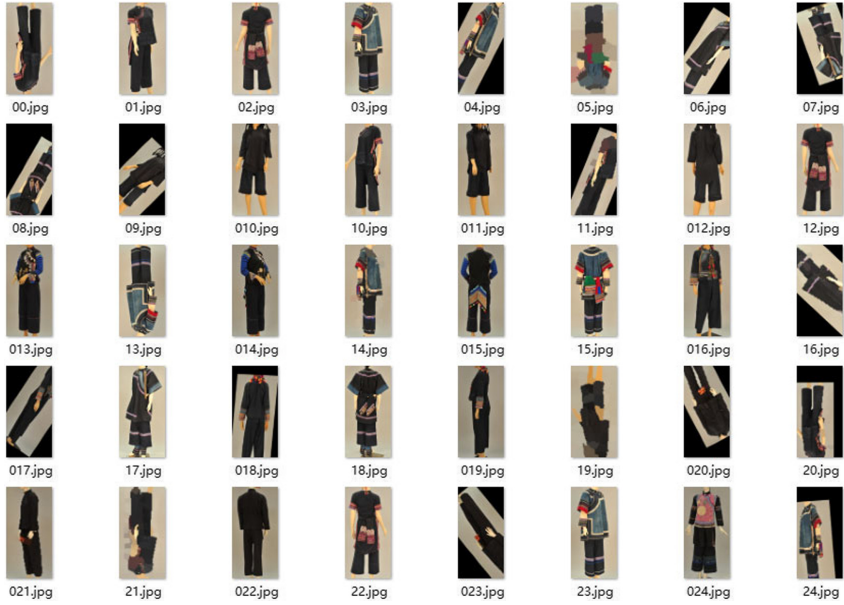 00.jpg 01.jpg 02.jpg 03.jpg 04.jpg 05.jpg 06.jpg 07.jpg
08.jpg 09.jpg 010.jpg 10.jpg 011.jpg 11.jpg 012.jpg 12.jpg
013.jpg 13.jpg 014.jpg 14.jpg 015.jpg 15.jpg 016.jpg 16.jpg
017.jpg 17.jpg 018.jpg 18.jpg 019.jpg 19.jpg 020.jpg 20.jpg
021.jpg 21.jpg 022.jpg 22.jpg 023.jpg 23.jpg 024.jpg 24.jpg